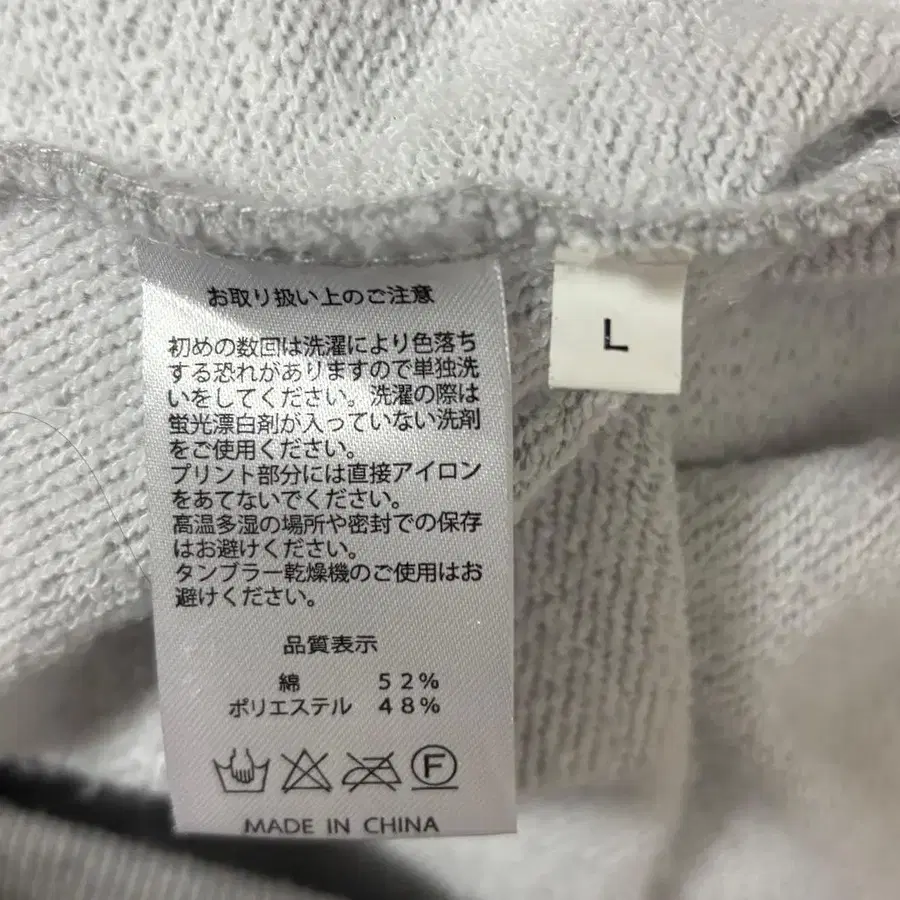 お取り扱い上のご注意
初めの数回は洗濯により色落ち
する恐れがありますので単独洗
いをしてください。洗濯の際は
蛍光漂白剤が入っていない洗剤
をご使用ください。
プリント部分には直接アイロン
をあてないでください。
高温多湿の場所や密封での保存
はお避けください。
タンブラー乾燥機のご使用はお
避けください。
品質表示
綿 52%
ポリエステル 48%
F
MADE IN CHINA
L